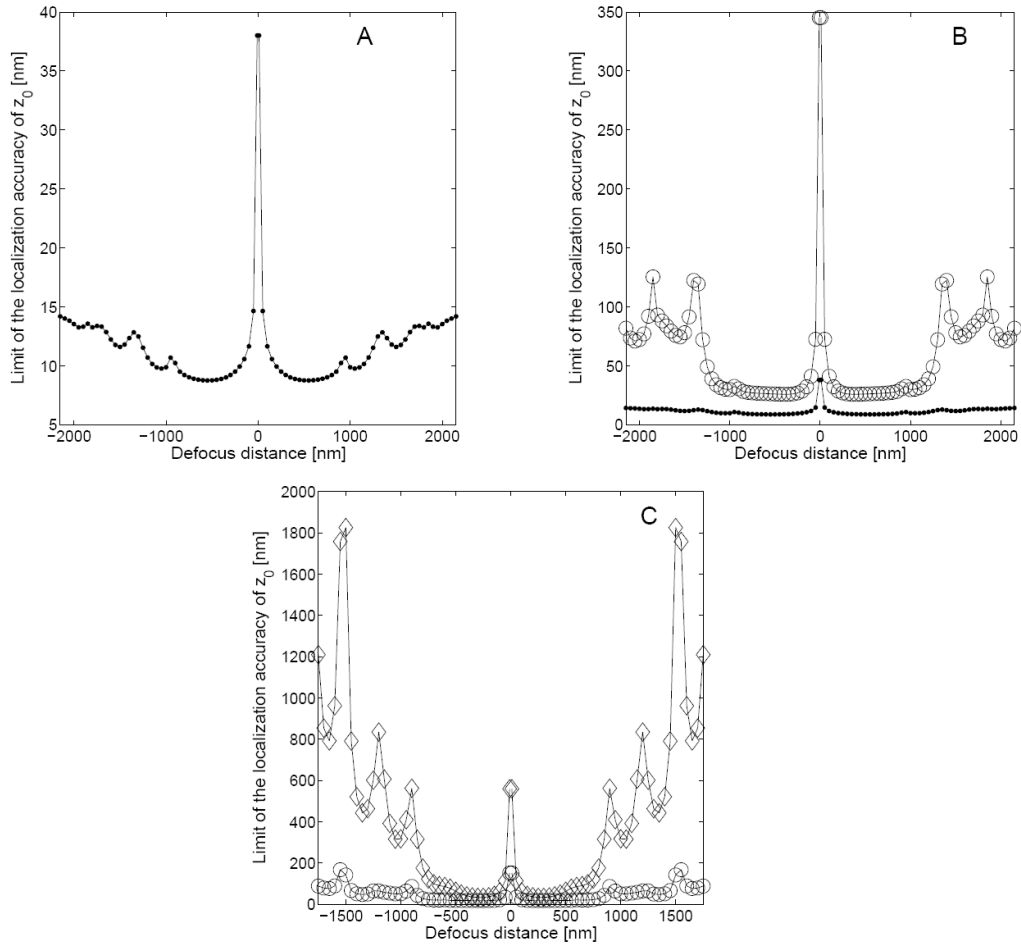 A
Limit of the localization accuracy of z₀ [nm]
40
35
30
25
20
15
10
5
−2000 −1000 0 1000 2000
Defocus distance [nm]
B
Limit of the localization accuracy of z₀ [nm]
350
300
250
200
150
100
50
0
−2000 −1000 0 1000 2000
Defocus distance [nm]
C
Limit of the localization accuracy of z₀ [nm]
2000
1800
1600
1400
1200
1000
800
600
400
200
0
−1500 −1000 −500 0 500 1000 1500
Defocus distance [nm]